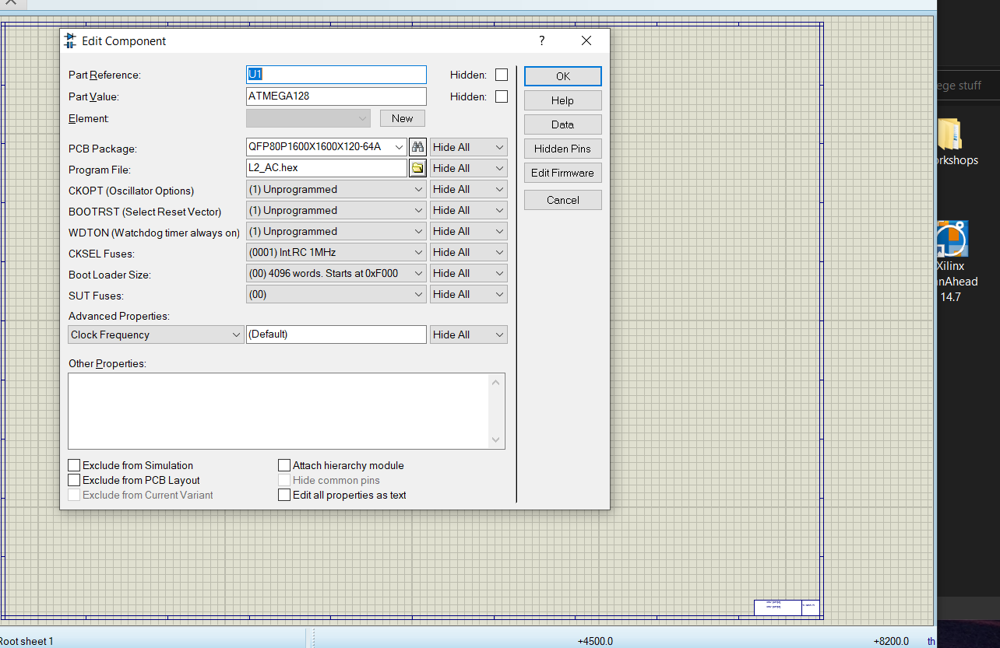 Edit Component
?
Part Reference:
U1
Hidden:
OK
Part Value:
ATMEGA128
Hidden:
Help
Element:
New
Data
PCB Package:
QFP80P1600X1600X120-64A
Hide All
Hidden Pins
Program File:
L2_AC.hex
Hide All
Edit Firmware
CKOPT (Oscillator Options)
(1) Unprogrammed
Hide All
Cancel
BOOTRST (Select Reset Vector)
(1) Unprogrammed
Hide All
WDTON (Watchdog timer always on)
(1) Unprogrammed
Hide All
CKSEL Fuses:
(0001) Int.RC 1MHz
Hide All
Boot Loader Size:
(00) 4096 words. Starts at 0xF000
Hide All
SUT Fuses:
(00)
Hide All
Advanced Properties:
Clock Frequency
(Default)
Hide All
Other Properties:
Exclude from Simulation
Attach hierarchy module
Exclude from PCB Layout
Hide common pins
Exclude from Current Variant
Edit all properties as text
ege stuff
rkshops
Xilinx
nAhead
14.7
Root sheet 1
+4500.0
+8200.0
th